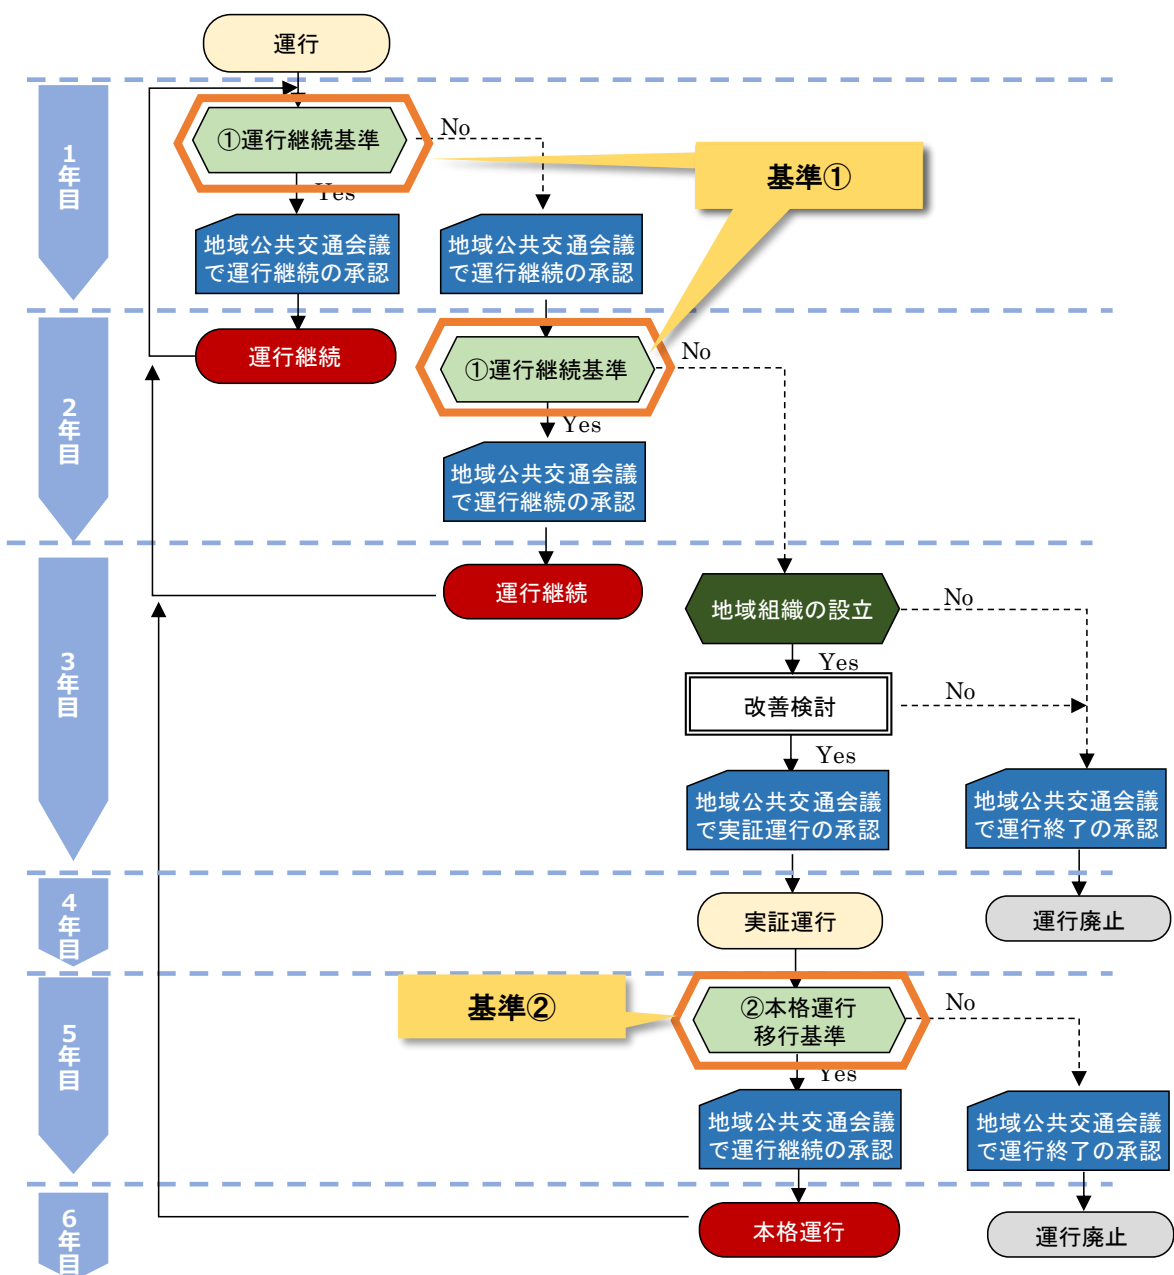 運行
1年目
①運行継続基準
No
基準①
Yes
地域公共交通会議
で運行継続の承認
地域公共交通会議
で運行継続の承認
2年目
運行継続
①運行継続基準
No
Yes
地域公共交通会議
で運行継続の承認
3年目
運行継続
地域組織の設立
No
Yes
改善検討
No
Yes
地域公共交通会議
で実証運行の承認
地域公共交通会議
で運行終了の承認
4年目
実証運行
運行廃止
5年目
基準②
②本格運行
移行基準
No
Yes
地域公共交通会議
で運行継続の承認
地域公共交通会議
で運行終了の承認
6年目
本格運行
運行廃止